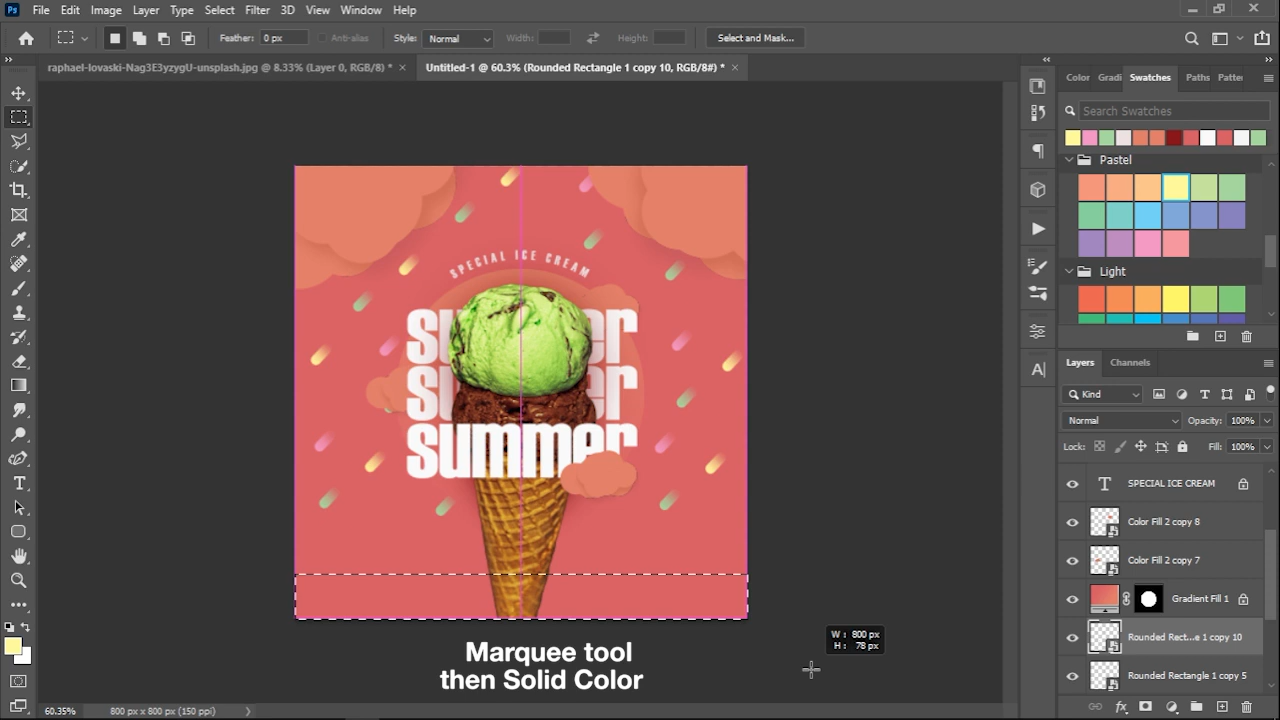 Ps File Edit Image Layer Type Select Filter 3D View Window Help
Feather: 0 px Anti-alias Style: Normal Width: Height: Select and Mask...
raphael-lovaski-Nag3E3yzygU-unsplash.jpg @ 8.33% (Layer 0, RGB/8) * × Untitled-1 @ 60.3% (Rounded Rectangle 1 copy 10, RGB/8#) * ×
Color Gradi Swatches Paths Patte
Search Swatches
Pastel
Light
SPECIAL ICE CREAM
summer
Layers Channels
Kind
Normal Opacity: 100%
Lock: Fill: 100%
SPECIAL ICE CREAM
Color Fill 2 copy 8
Color Fill 2 copy 7
Gradient Fill 1
Rounded Rect...e 1 copy 10
Rounded Rectangle 1 copy 5
W : 800 px
H : 78 px
Marquee tool
then Solid Color
60.35% 800 px x 800 px (150 ppi)